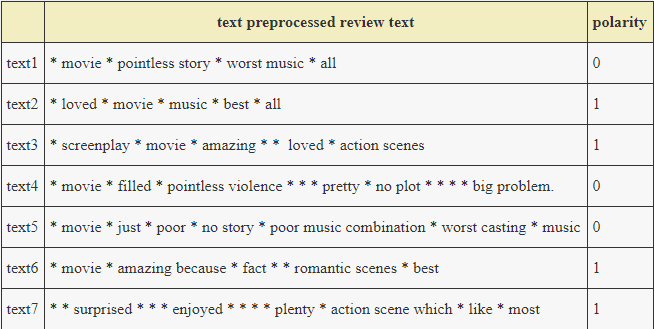 text preprocessed review text polarity
text1 * movie * pointless story * worst music * all 0
text2 * loved * movie * music * best * all 1
text3 * screenplay * movie * amazing * * loved * action scenes 1
text4 * movie * filled * pointless violence * * * pretty * no plot * * * * big problem. 0
text5 * movie * just * poor * no story * poor music combination * worst casting * music 0
text6 * movie * amazing because * fact * * romantic scenes * best 1
text7 * * surprised * * * enjoyed * * * * plenty * action scene which * like * most 1